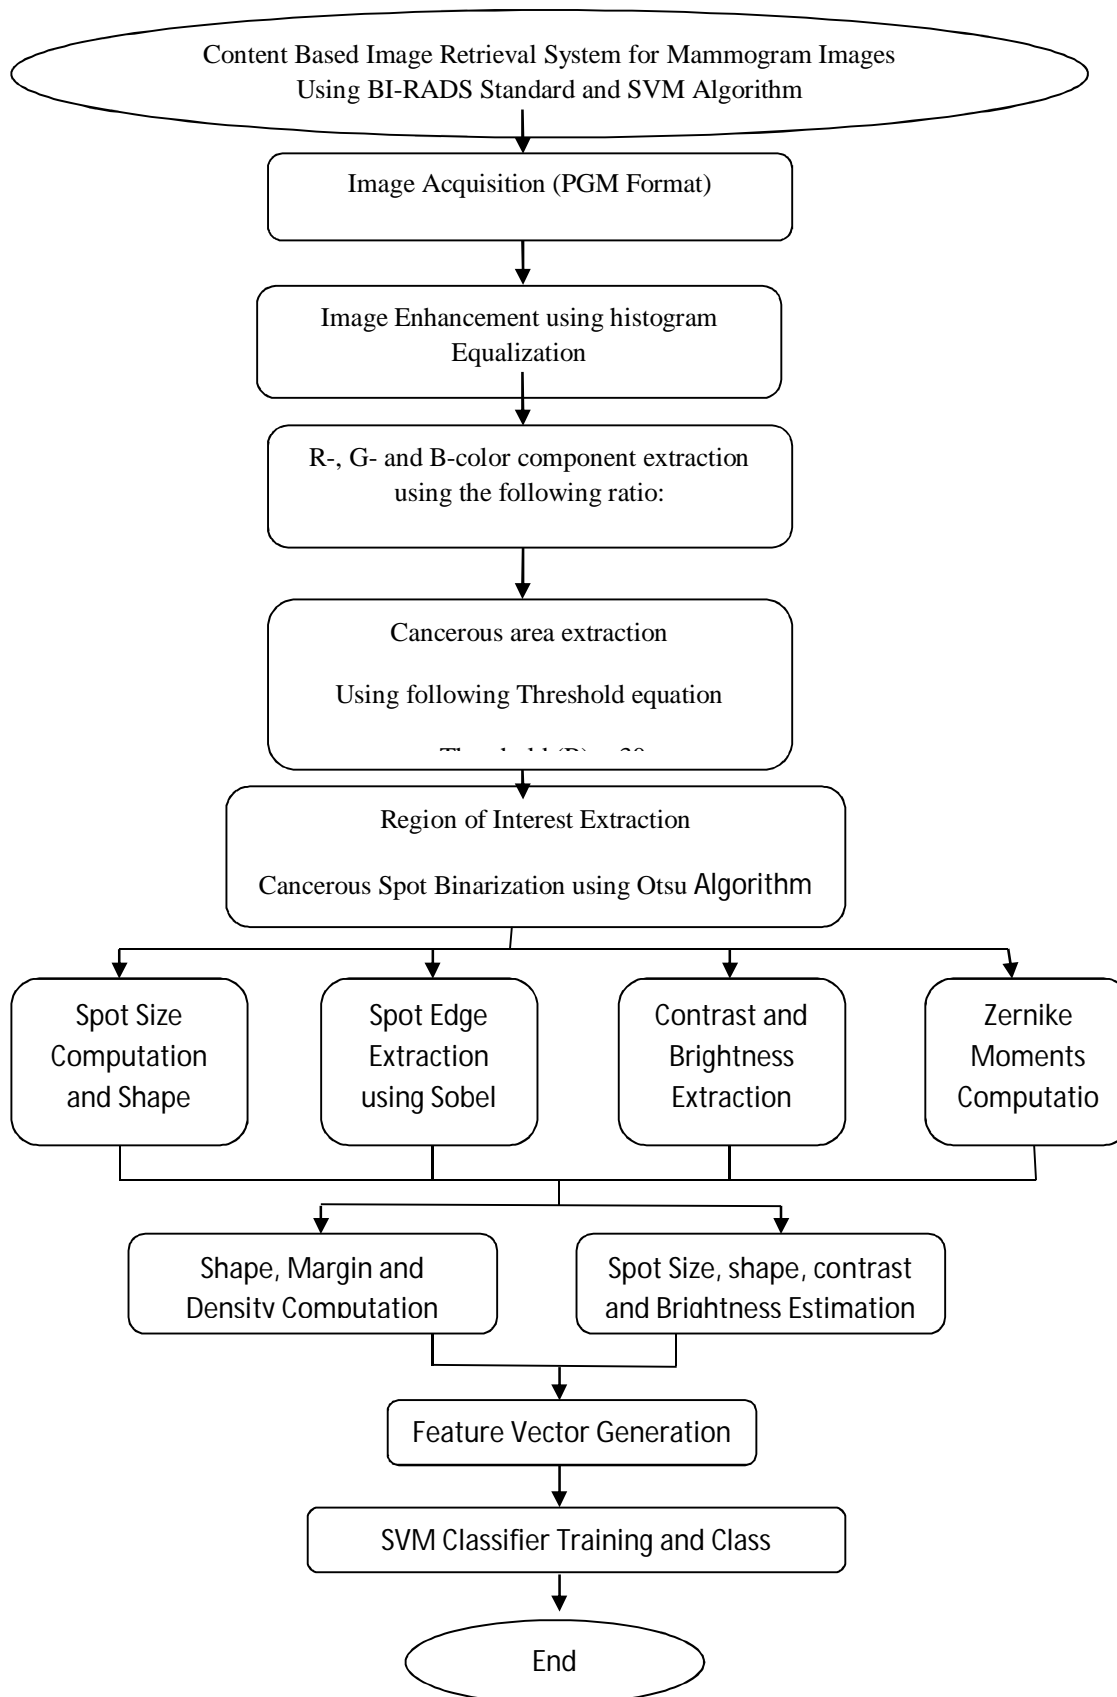 Content Based Image Retrieval System for Mammogram Images
Using BI-RADS Standard and SVM Algorithm
Image Acquisition (PGM Format)
Image Enhancement using histogram
Equalization
R-, G- and B-color component extraction
using the following ratio:
Cancerous area extraction
Using following Threshold equation
Region of Interest Extraction
Cancerous Spot Binarization using Otsu Algorithm
Spot Size
Computation
and Shape
Spot Edge
Extraction
using Sobel
Contrast and
Brightness
Extraction
Zernike
Moments
Computatio
Shape, Margin and
Density Computation
Spot Size, shape, contrast
and Brightness Estimation
Feature Vector Generation
SVM Classifier Training and Class
End